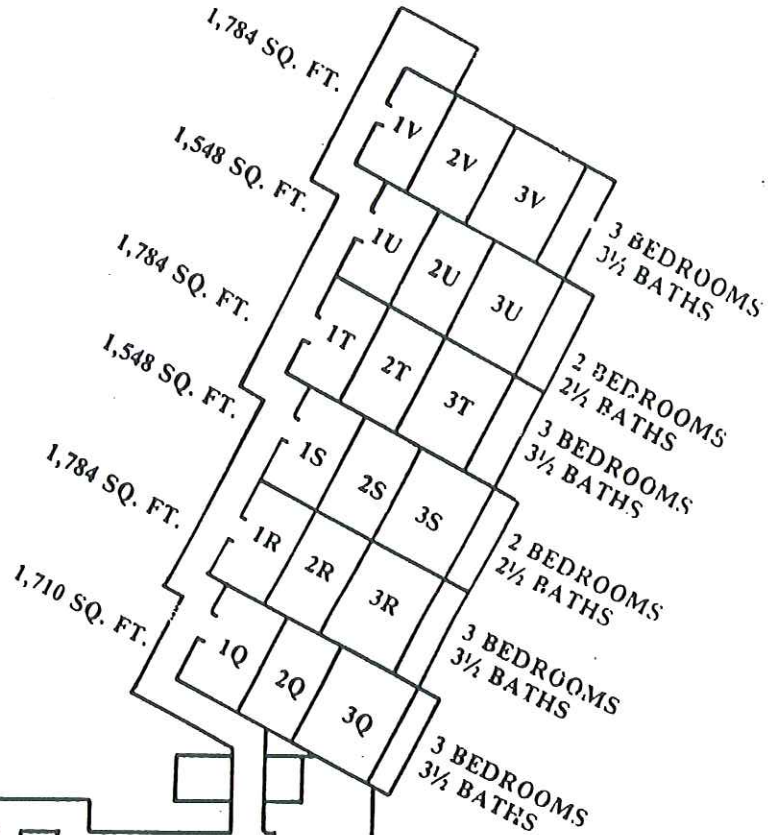 1,784 SQ. FT.
1V 2V 3V
3 BEDROOMS
3½ BATHS
1,548 SQ. FT.
1U 2U 3U
2 BEDROOMS
2½ BATHS
1,784 SQ. FT.
1T 2T 3T
3 BEDROOMS
3½ BATHS
1,548 SQ. FT.
1S 2S 3S
2 BEDROOMS
2½ BATHS
1,784 SQ. FT.
1R 2R 3R
3 BEDROOMS
3½ BATHS
1,710 SQ. FT.
1Q 2Q 3Q
3 BEDROOMS
3½ BATHS